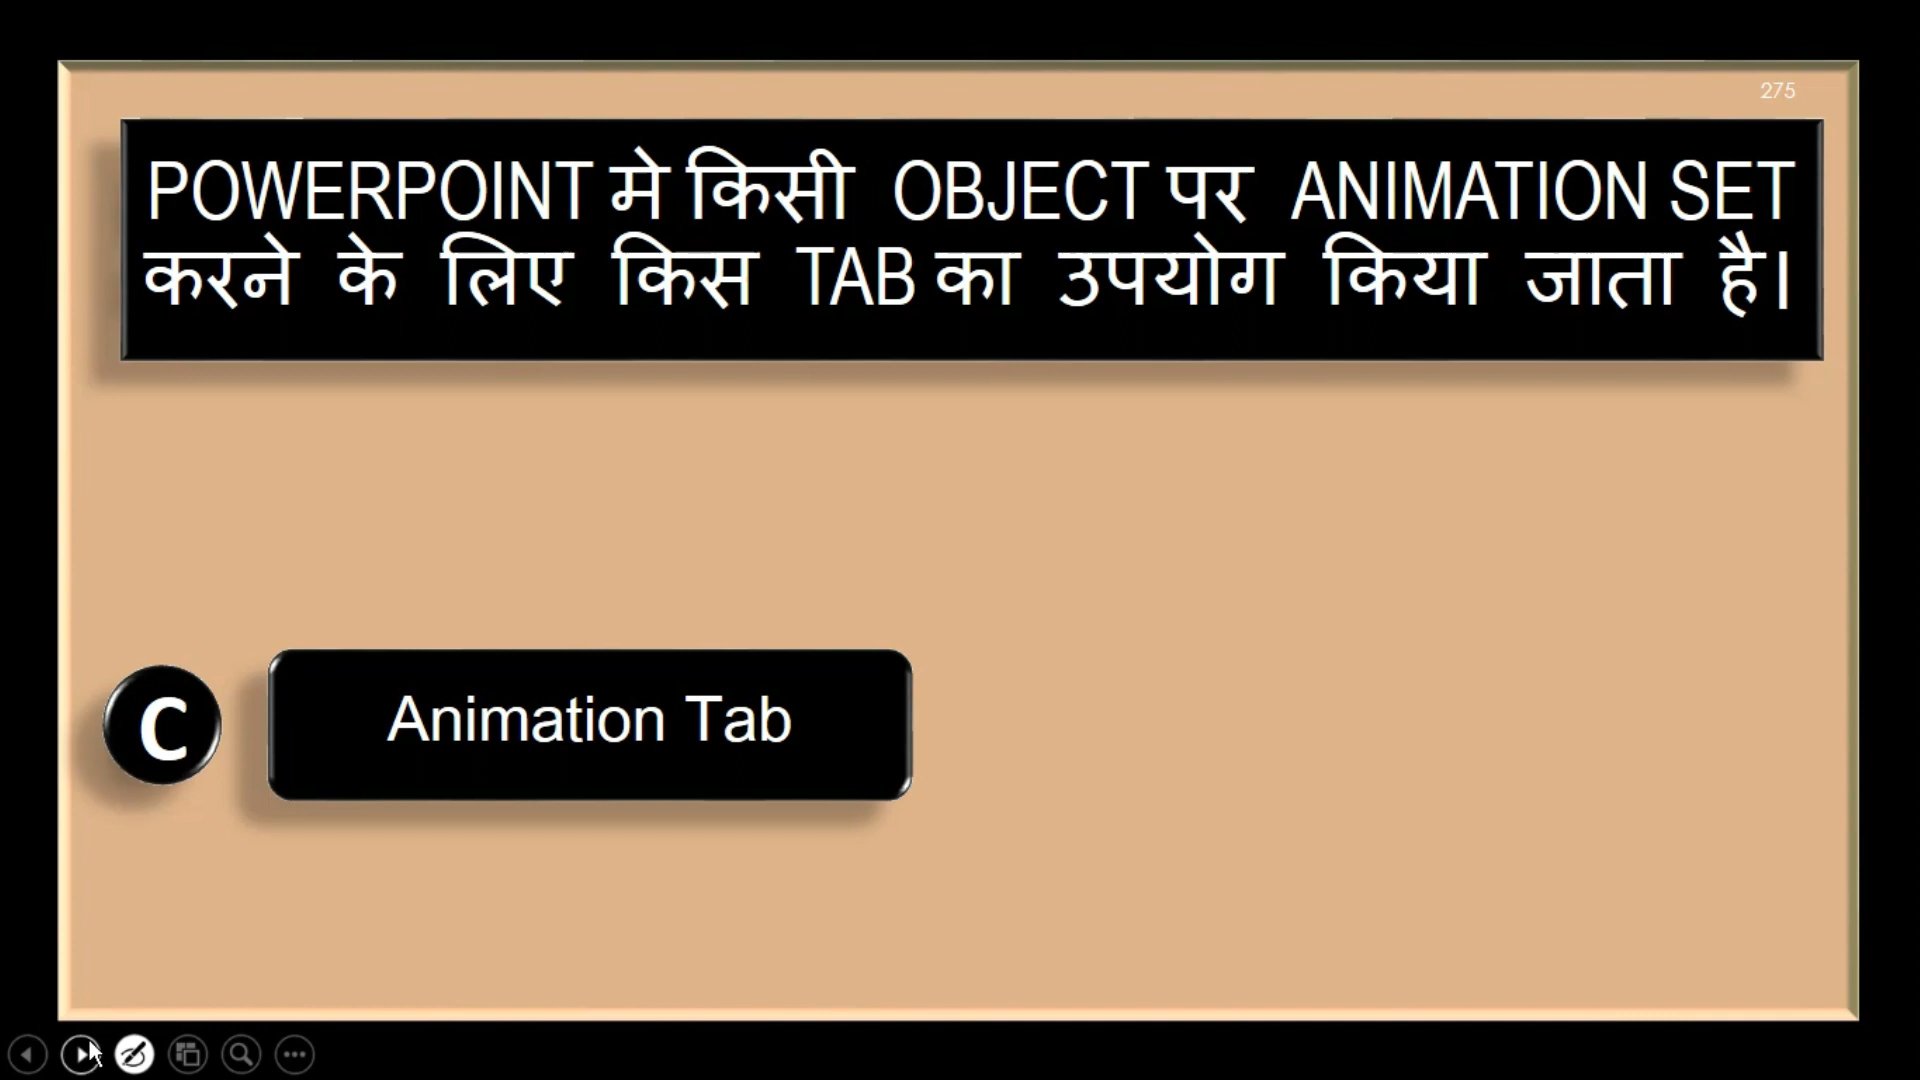 275
POWERPOINT मे किसी OBJECT पर ANIMATION SET
करने के लिए किस TAB का उपयोग किया जाता है।
C
Animation Tab